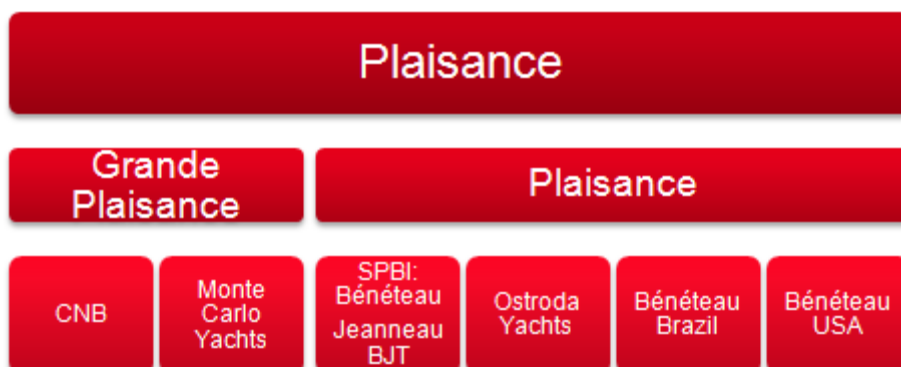 Plaisance
Grande
Plaisance
Plaisance
CNB
Monte
Carlo
Yachts
SPBI:
Bénéteau
Jeanneau
BJT
Ostroda
Yachts
Bénéteau
Brazil
Bénéteau
USA